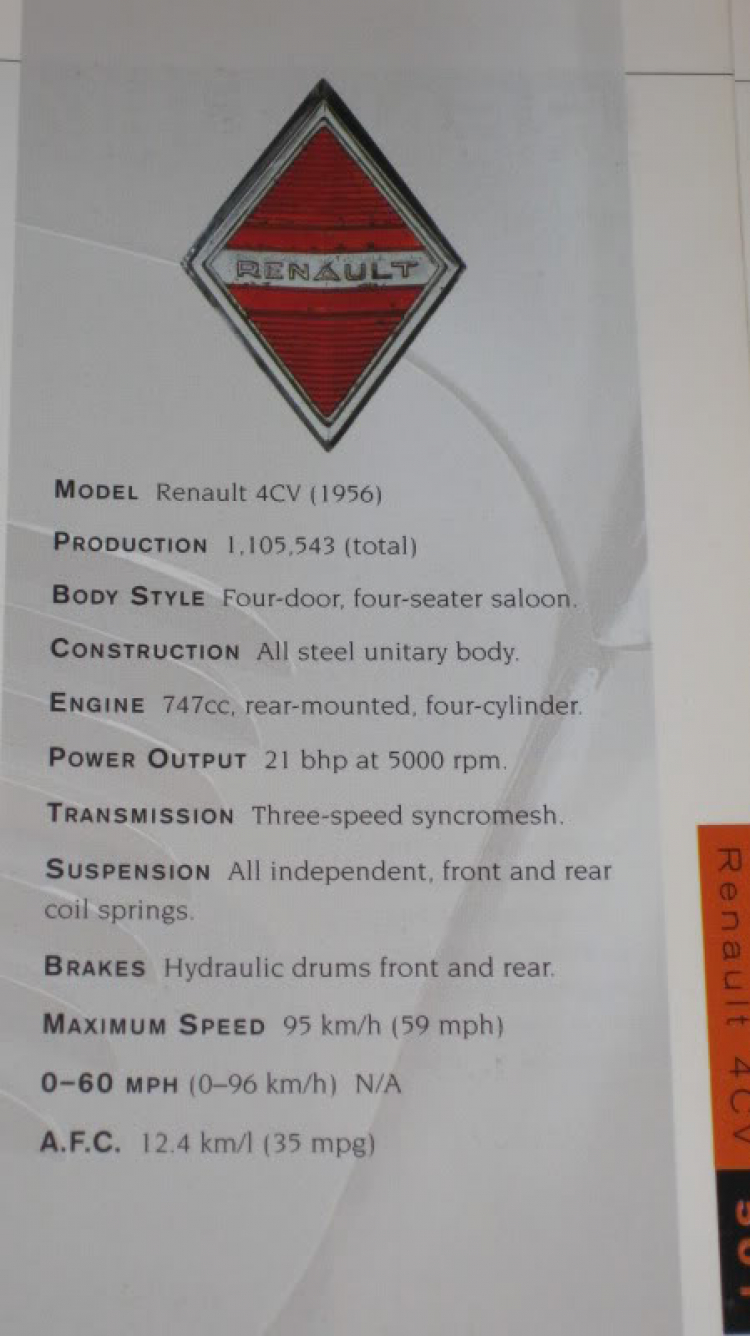 RENAULT
MODEL Renault 4CV (1956)
PRODUCTION 1,105,543 (total)
BODY STYLE Four-door, four-seater saloon.
CONSTRUCTION All steel unitary body.
ENGINE 747cc, rear-mounted, four-cylinder.
POWER OUTPUT 21 bhp at 5000 rpm.
TRANSMISSION Three-speed syncromesh.
SUSPENSION All independent, front and rear
coil springs.
BRAKES Hydraulic drums front and rear.
MAXIMUM SPEED 95 km/h (59 mph)
0–60 MPH (0–96 km/h) N/A
A.F.C. 12.4 km/l (35 mpg)
Renault 4CV